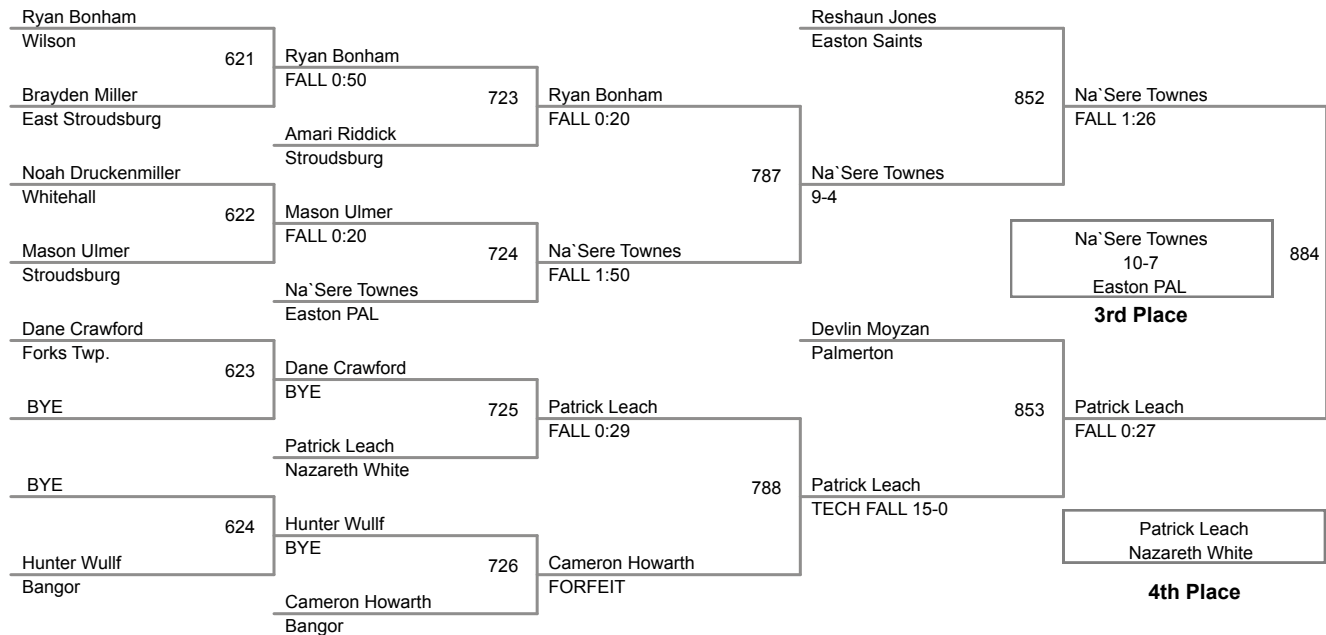 Ryan Bonham
Wilson
621
Brayden Miller
East Stroudsburg
Noah Druckenmiller
Whitehall
622
Mason Ulmer
Stroudsburg
Dane Crawford
Forks Twp.
623
BYE
BYE
624
Hunter Wullf
Bangor
Ryan Bonham
FALL 0:50
723
Amari Riddick
Stroudsburg
Mason Ulmer
FALL 0:20
724
Na`Sere Townes
Easton PAL
Dane Crawford
BYE
725
Patrick Leach
Nazareth White
Hunter Wullf
BYE
726
Cameron Howarth
Bangor
Ryan Bonham
FALL 0:20
787
Na`Sere Townes
FALL 1:50
Patrick Leach
FALL 0:29
788
Cameron Howarth
FORFEIT
Reshaun Jones
Easton Saints
852
Na`Sere Townes
9-4
Devlin Moyzan
Palmerton
853
Patrick Leach
TECH FALL 15-0
Na`Sere Townes
FALL 1:26
884
Patrick Leach
FALL 0:27
Na`Sere Townes
10-7
Easton PAL
3rd Place
Patrick Leach
Nazareth White
4th Place